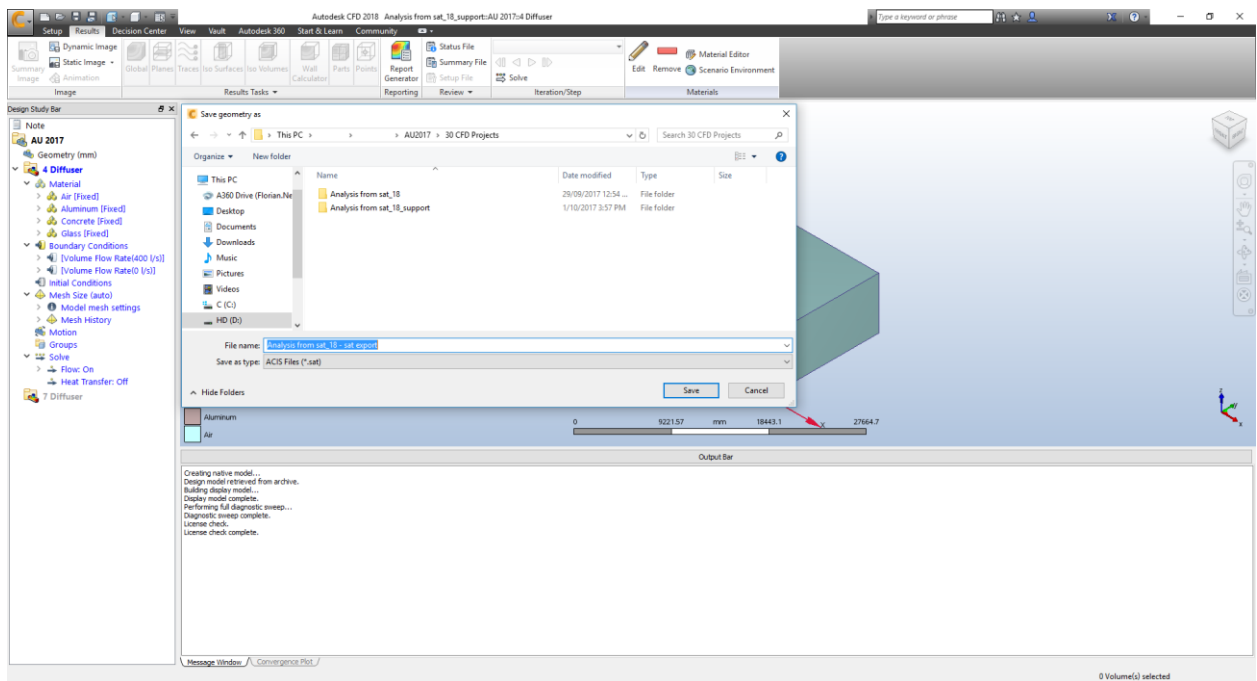 Autodesk CFD 2018 Analysis from sat_18_support::AU 2017::4 Diffuser
Type a keyword or phrase
Setup Results Decision Center View Vault Autodesk 360 Start & Learn Community
Summary Image
Dynamic Image
Static Image
Animation
Global Planes Traces Iso Surfaces Iso Volumes Wall Calculator Parts Points
Report Generator
Status File
Summary File
Setup File
Solve
Edit Remove
Material Editor
Scenario Environment
Image Results Tasks Reporting Review Iteration/Step Materials
Design Study Bar
Note
AU 2017
Geometry (mm)
4 Diffuser
Material
Air [Fixed]
Aluminum [Fixed]
Concrete [Fixed]
Glass [Fixed]
Boundary Conditions
[Volume Flow Rate(400 l/s)]
[Volume Flow Rate(0 l/s)]
Initial Conditions
Mesh Size (auto)
Model mesh settings
Mesh History
Motion
Groups
Solve
Flow: On
Heat Transfer: Off
7 Diffuser
Save geometry as
> This PC > > > AU2017 > 30 CFD Projects
Search 30 CFD Projects
Organize New folder
This PC
A360 Drive (Florian.Ne
Desktop
Documents
Downloads
Music
Pictures
Videos
C (C:)
HD (D:)
Name Date modified Type Size
Analysis from sat_18 29/09/2017 12:54 ... File folder
Analysis from sat_18_support 1/10/2017 3:57 PM File folder
File name: Analysis from sat_18 - sat export
Save as type: ACIS Files (*.sat)
Hide Folders
Save Cancel
Aluminum
Air
0 9221.57 mm 18443.1 27664.7
X
Z
Y
X
Output Bar
Creating native model...
Design model retrieved from archive.
Building display model...
Display model complete.
Performing full diagnostic sweep...
Diagnostic sweep complete.
License check.
License check complete.
Message Window Convergence Plot
0 Volume(s) selected